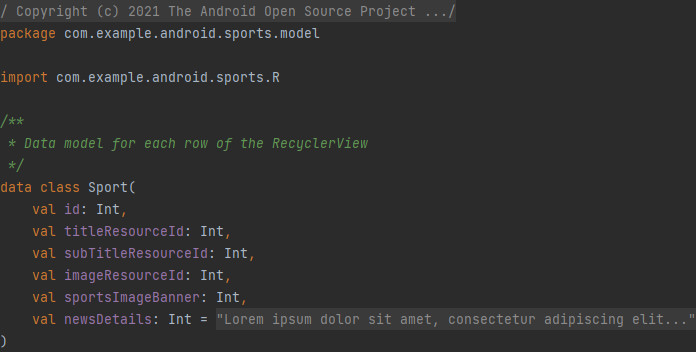 / Copyright (c) 2021 The Android Open Source Project .../
package com.example.android.sports.model
import com.example.android.sports.R
/**
* Data model for each row of the RecyclerView
*/
data class Sport(
val id: Int,
val titleResourceId: Int,
val subTitleResourceId: Int,
val imageResourceId: Int,
val sportsImageBanner: Int,
val newsDetails: Int = "Lorem ipsum dolor sit amet, consectetur adipiscing elit..."
)